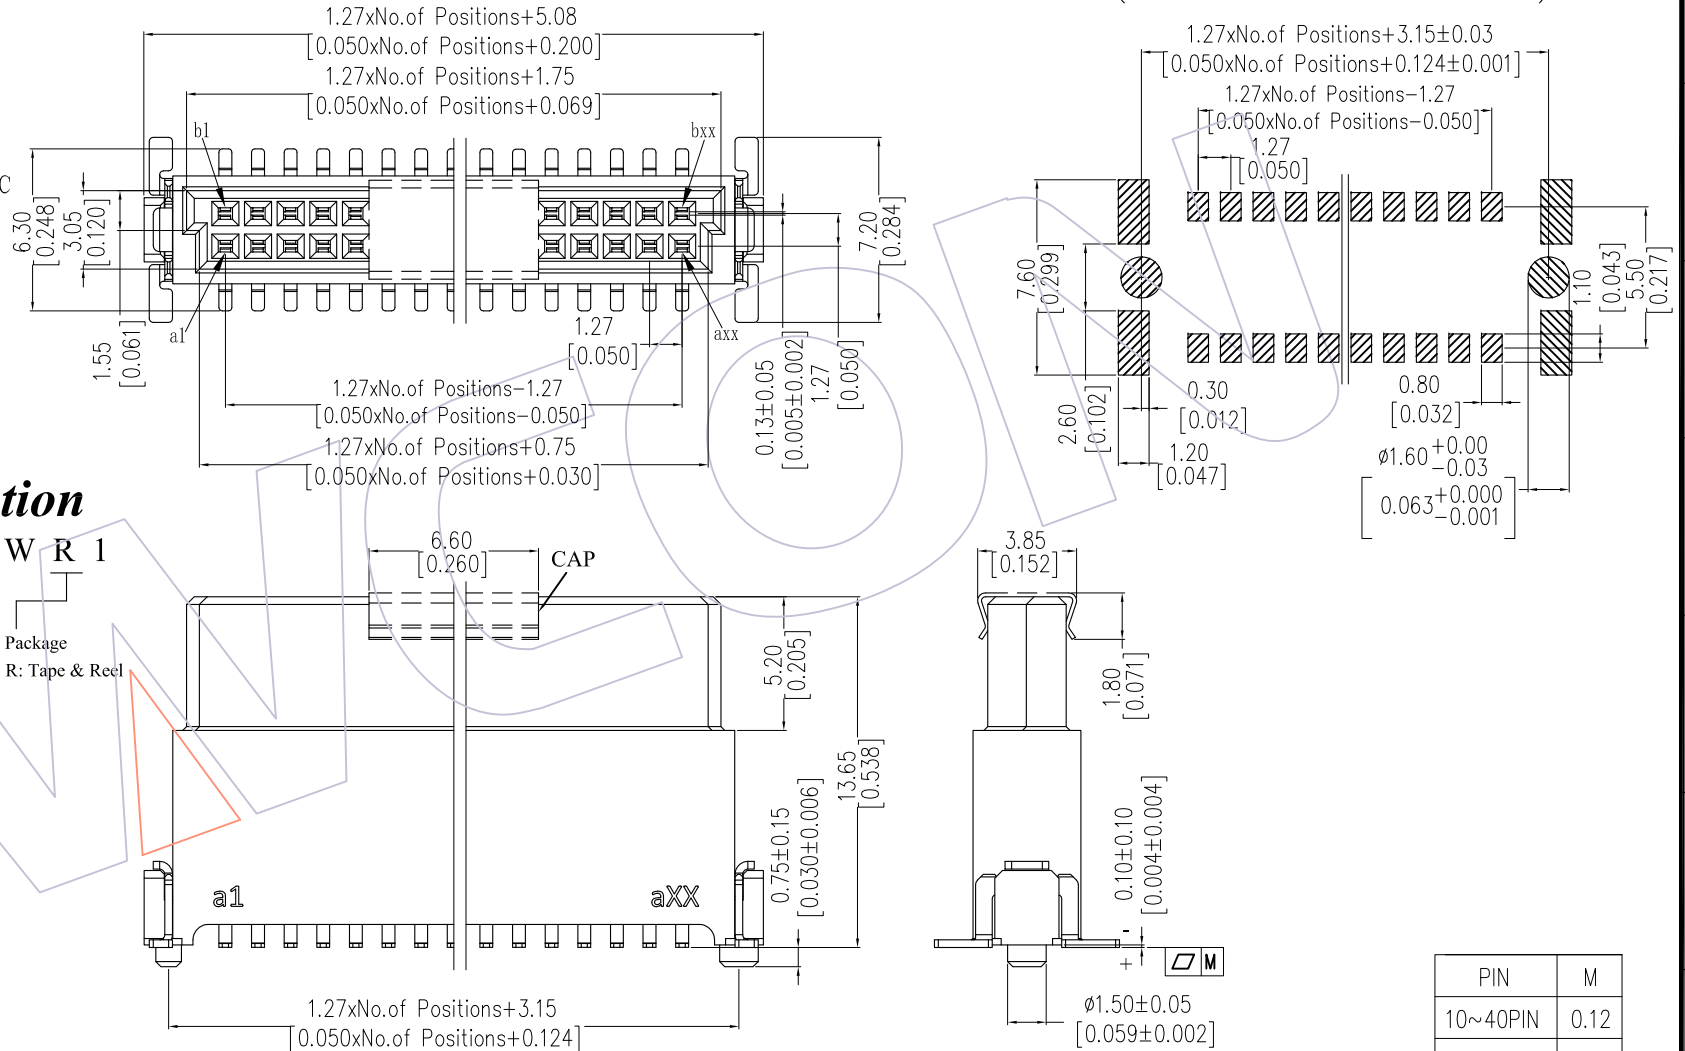 1.27xNo.of Positions+5.08
[0.050xNo.of Positions+0.200]
1.27xNo.of Positions+1.75
[0.050xNo.of Positions+0.069]
b1
bxx
C
6.30
[0.248]
3.05
[0.120]
1.55
[0.061]
a1
axx
7.20
[0.284]
1.27
[0.050]
0.13±0.05
[0.005±0.002]
1.27
[0.050]
1.27xNo.of Positions-1.27
[0.050xNo.of Positions-0.050]
1.27xNo.of Positions+0.75
[0.050xNo.of Positions+0.030]
1.27xNo.of Positions+3.15±0.03
[0.050xNo.of Positions+0.124±0.001]
1.27xNo.of Positions-1.27
[0.050xNo.of Positions-0.050]
1.27
[0.050]
7.60
[0.299]
2.60
[0.102]
0.30
[0.012]
1.20
[0.047]
0.80
[0.032]
1.10
[0.043]
5.50
[0.217]
ø1.60 +0.00 -0.03
[0.063 +0.000 -0.001]
tion
W R 1
Package
R: Tape & Reel
6.60
[0.260]
CAP
5.20
[0.205]
13.65
[0.538]
0.75±0.15
[0.030±0.006]
a1
aXX
1.27xNo.of Positions+3.15
[0.050xNo.of Positions+0.124]
3.85
[0.152]
1.80
[0.071]
0.10±0.10
[0.004±0.004]
-
+
⏥ M
ø1.50±0.05
[0.059±0.002]
PIN M
10~40PIN 0.12
WCON